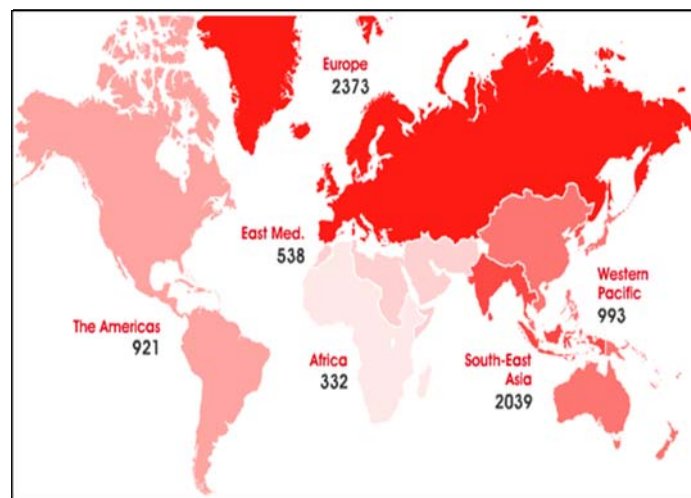 Europe
2373
East Med.
538
Western
Pacific
993
The Americas
921
Africa
332
South-East
Asia
2039